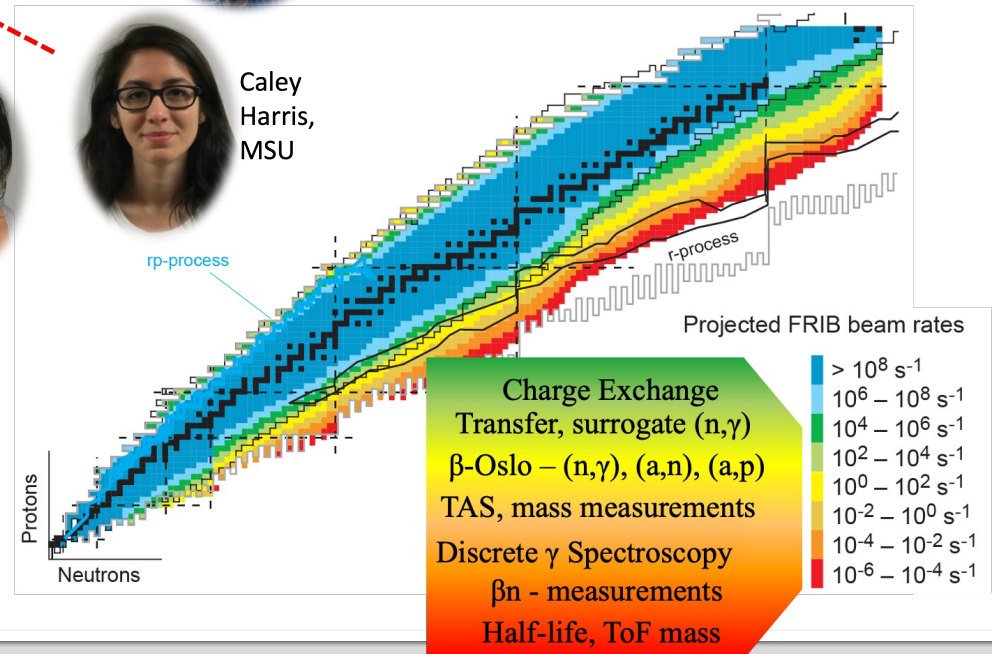 Caley
Harris,
MSU
rp-process
r-process
Projected FRIB beam rates
> 10⁸ s⁻¹
10⁶ – 10⁸ s⁻¹
10⁴ – 10⁶ s⁻¹
10² – 10⁴ s⁻¹
10⁰ – 10² s⁻¹
10⁻² – 10⁰ s⁻¹
10⁻⁴ – 10⁻² s⁻¹
10⁻⁶ – 10⁻⁴ s⁻¹
Charge Exchange
Transfer, surrogate (n,γ)
β-Oslo – (n,γ), (a,n), (a,p)
TAS, mass measurements
Discrete γ Spectroscopy
βn - measurements
Half-life, ToF mass
Protons
Neutrons